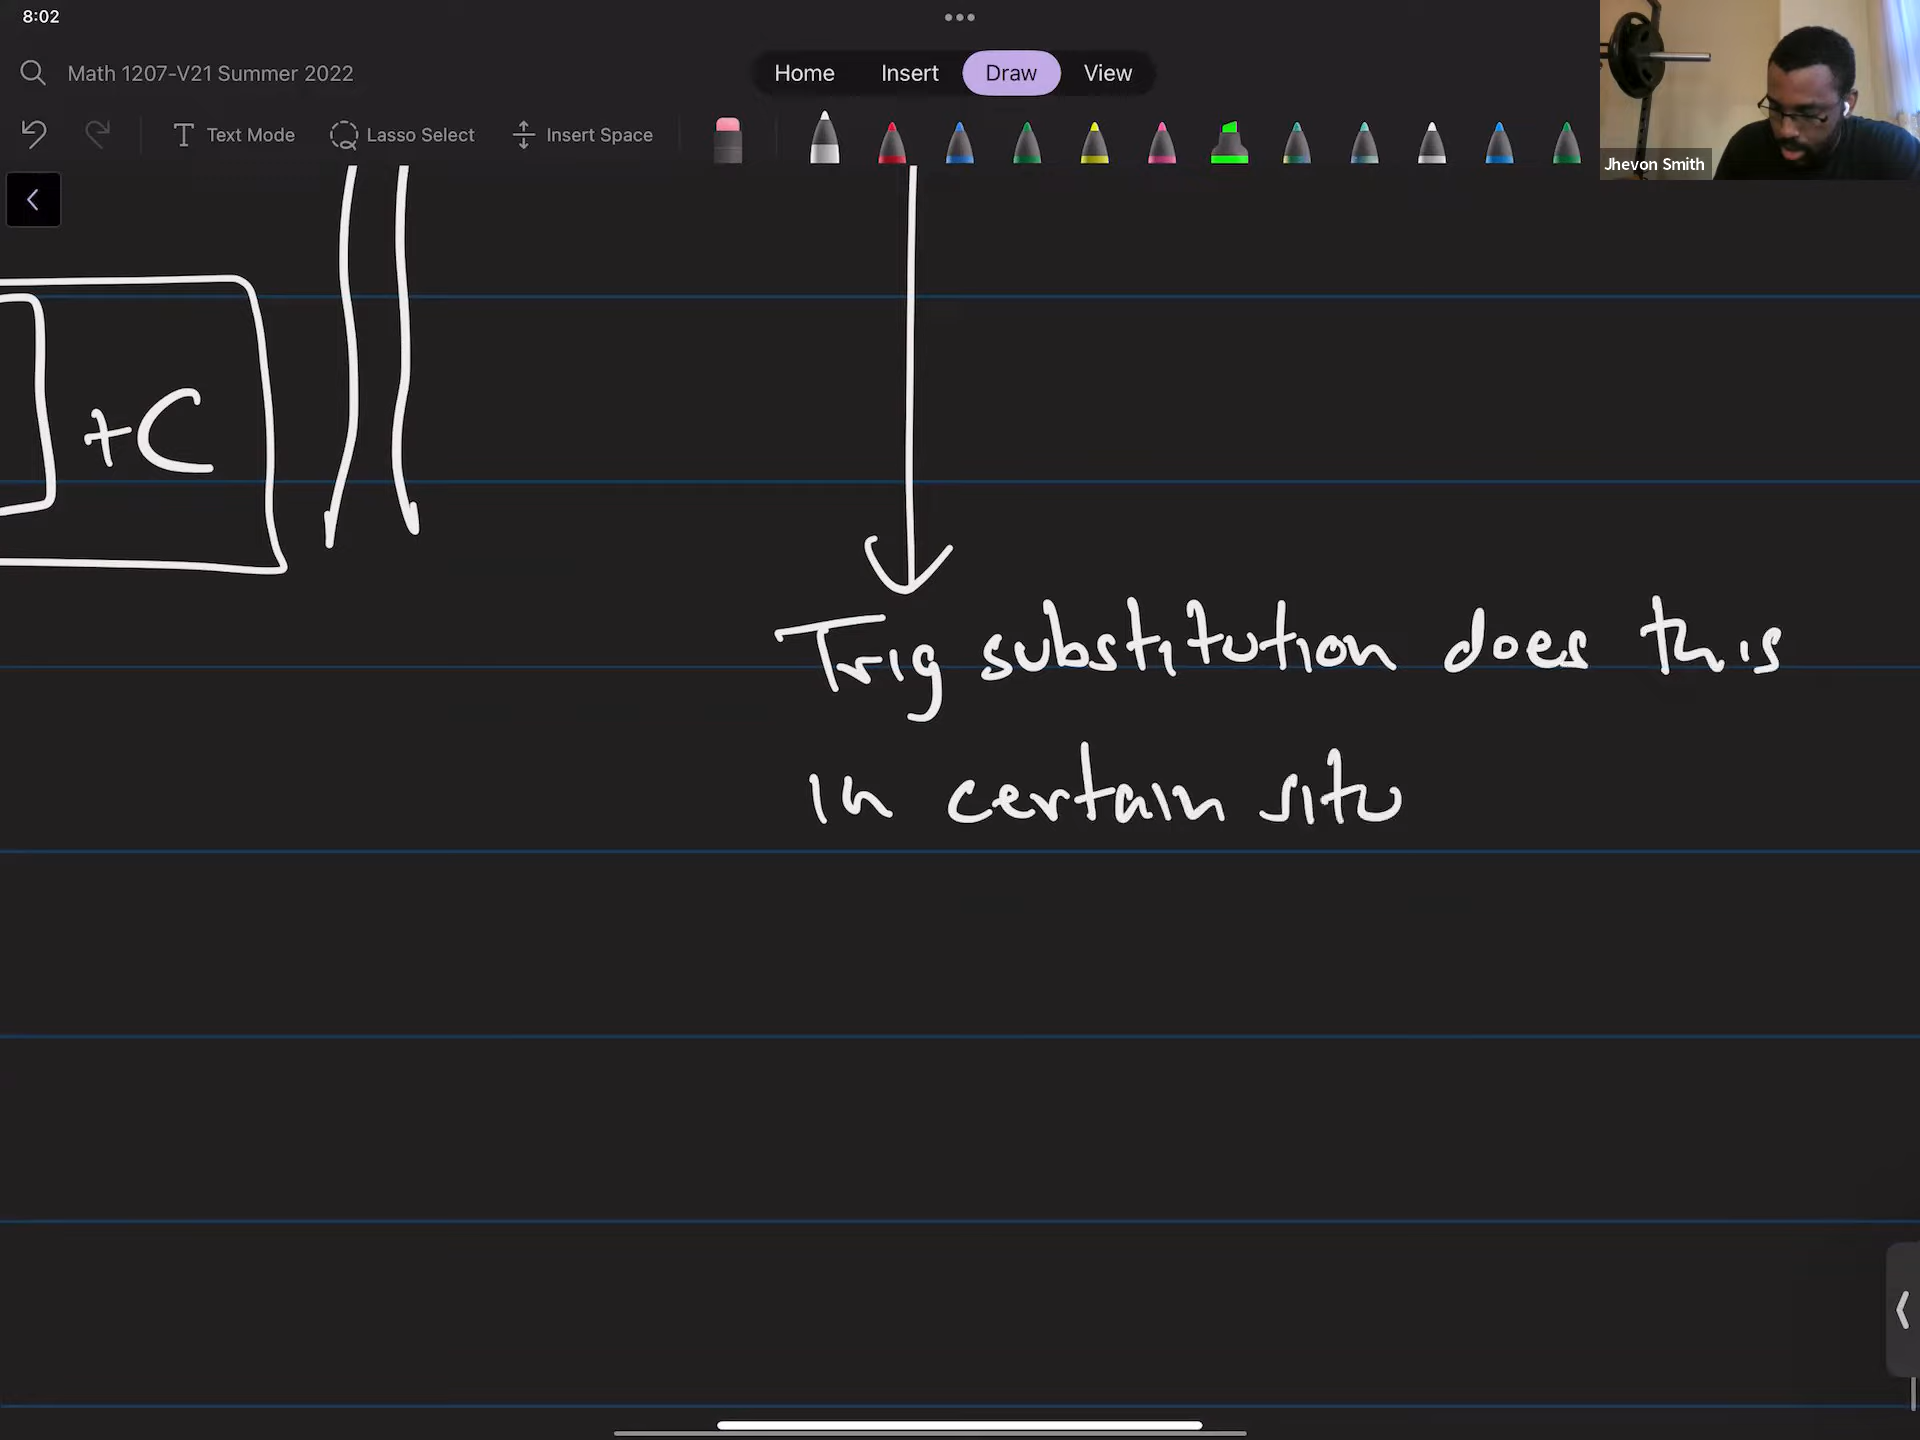 8:02
Math 1207-V21 Summer 2022
Home Insert Draw View
Text Mode Lasso Select Insert Space
Jhevon Smith
+C
Trig substitution does this
in certain situ